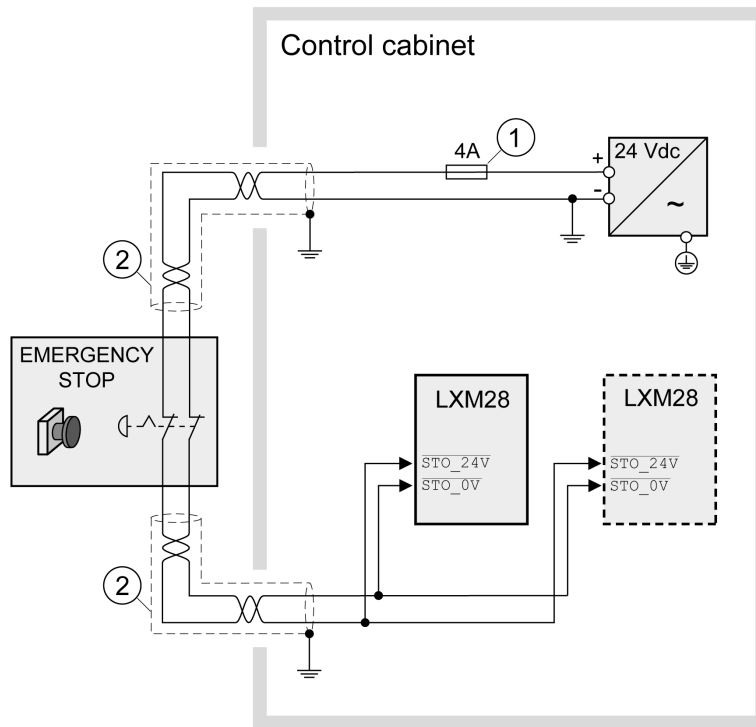 Control cabinet
4A
1
+
24 Vdc
-
~
2
EMERGENCY
STOP
LXM28
LXM28
STO_24V
STO_24V
STO_0V
STO_0V
2